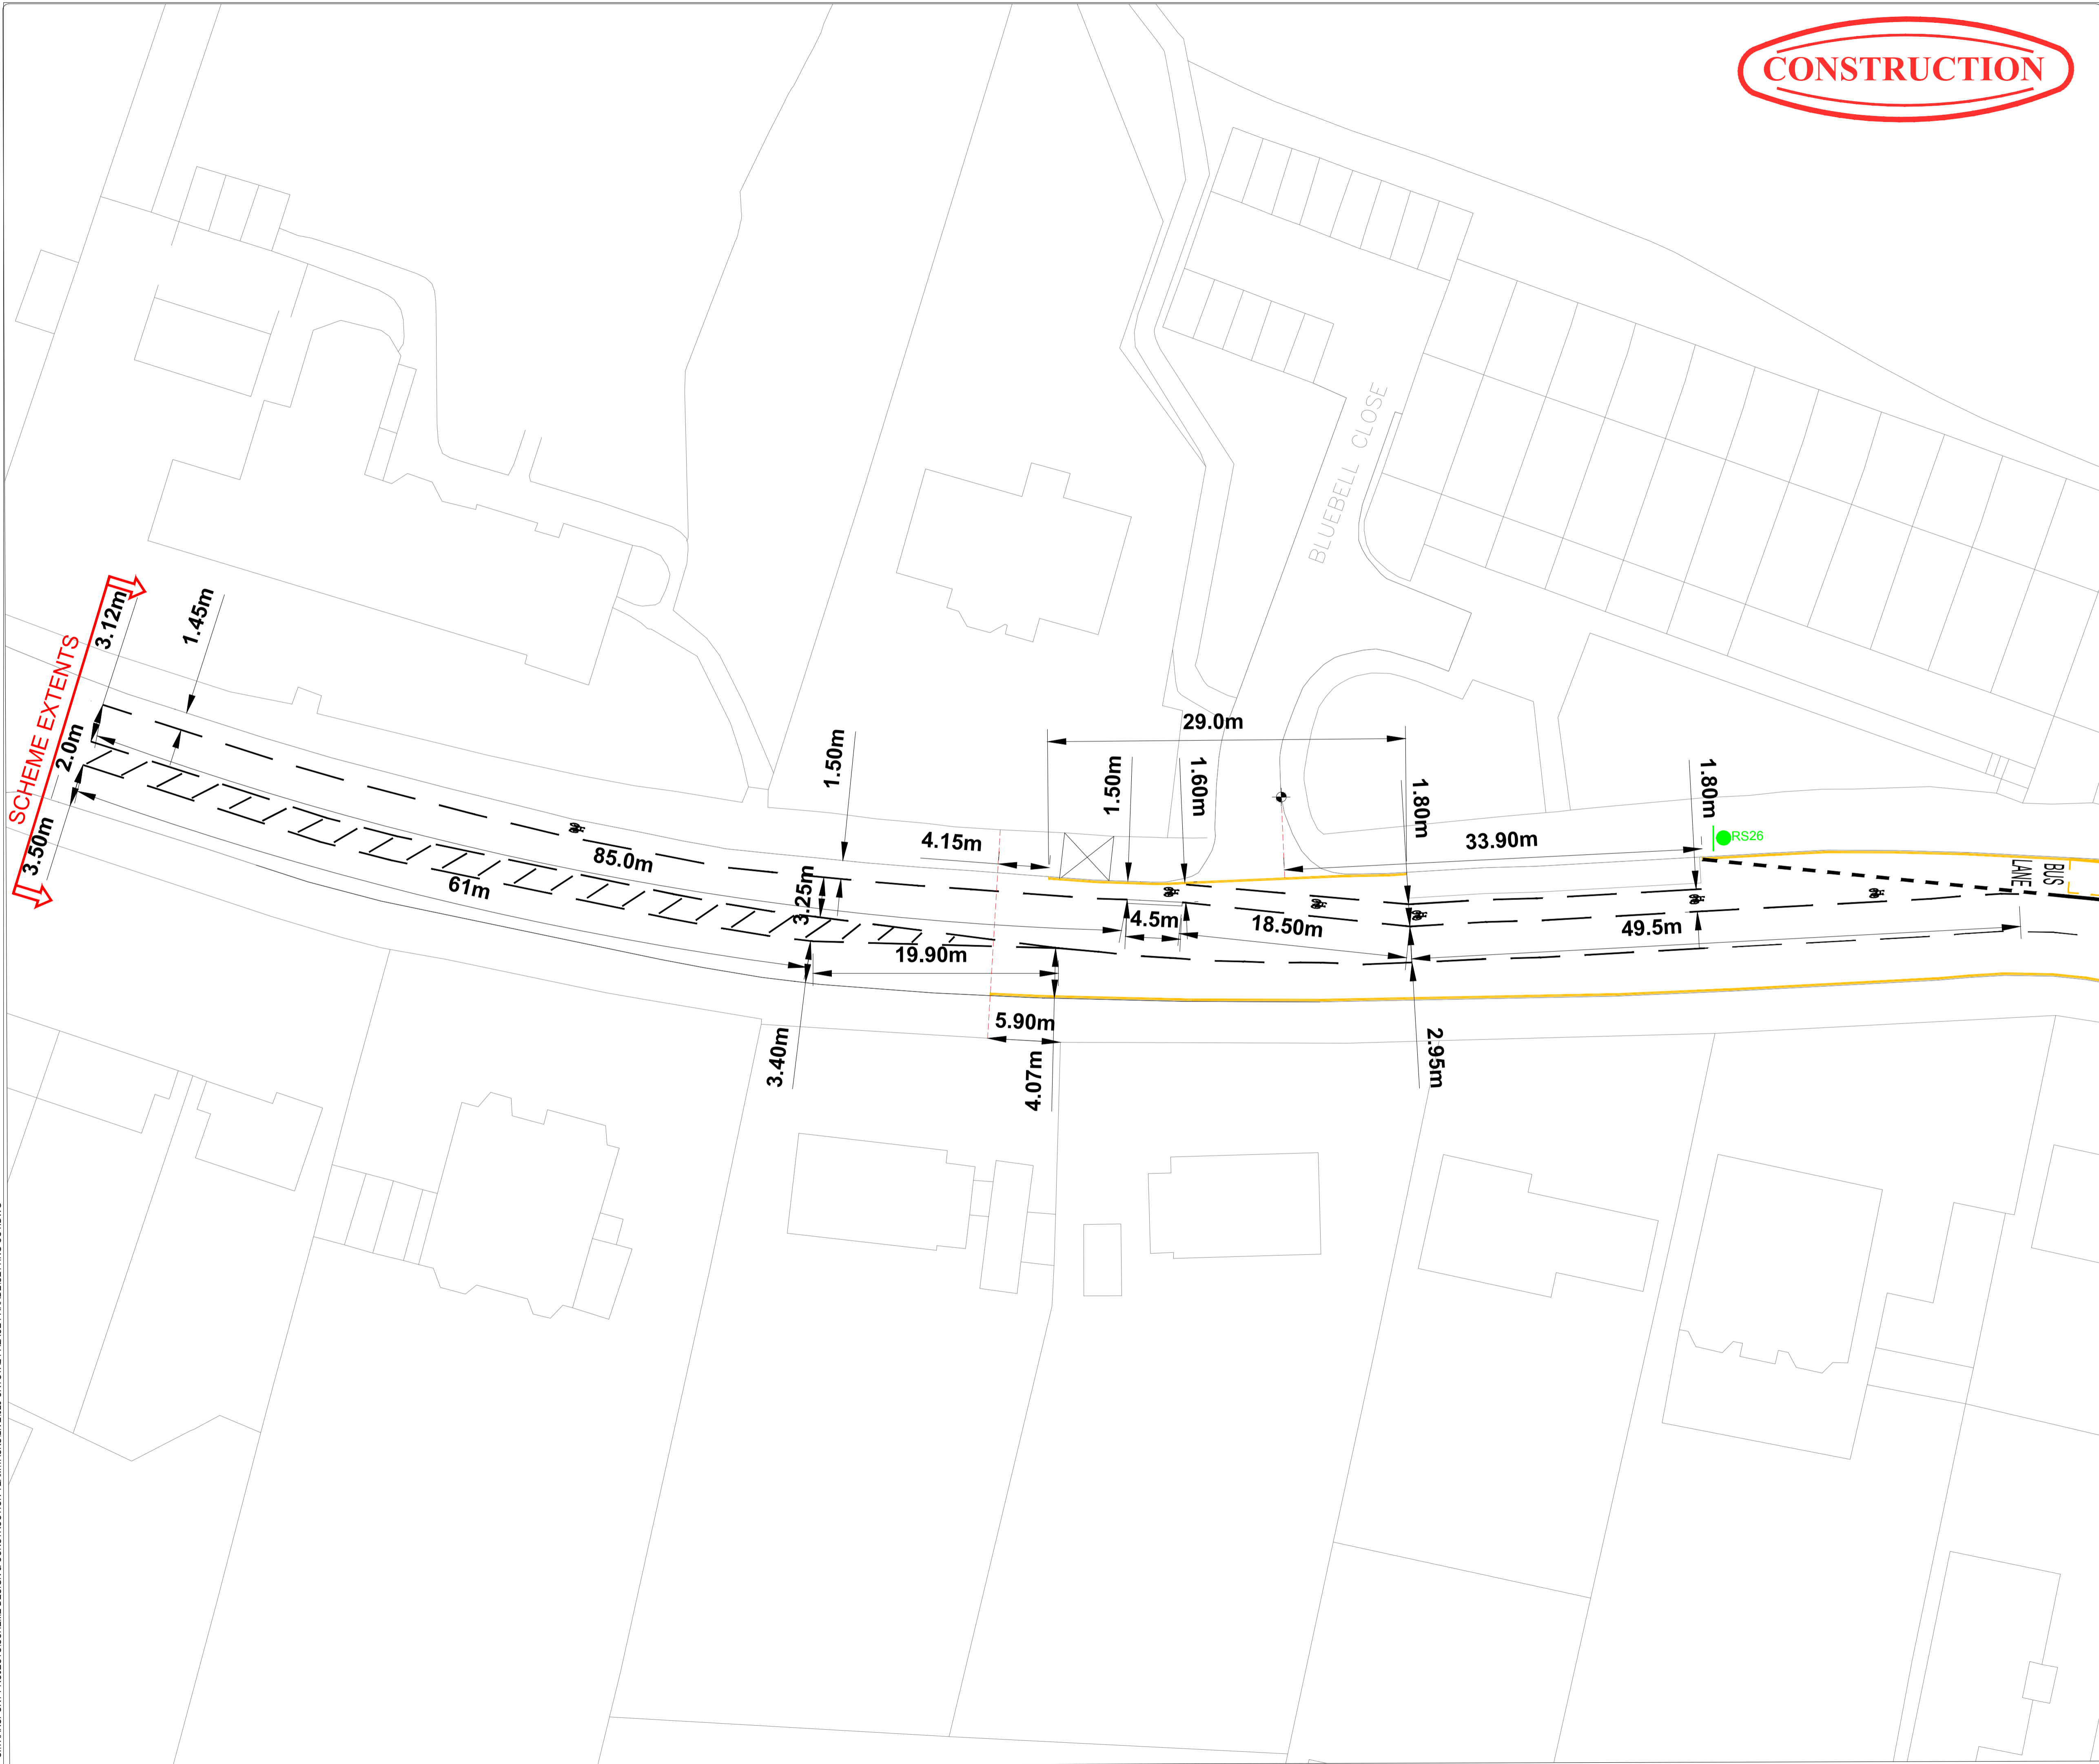 CONSTRUCTION
BLUEBELL CLOSE
SCHEME EXTENTS
3.12m
1.45m
2.0m
3.50m
85.0m
61m
1.50m
3.25m
4.15m
29.0m
1.50m
1.60m
1.80m
33.90m
1.80m
RS26
BUS
LANE
4.5m
18.50m
49.5m
19.90m
5.90m
3.40m
4.07m
2.95m